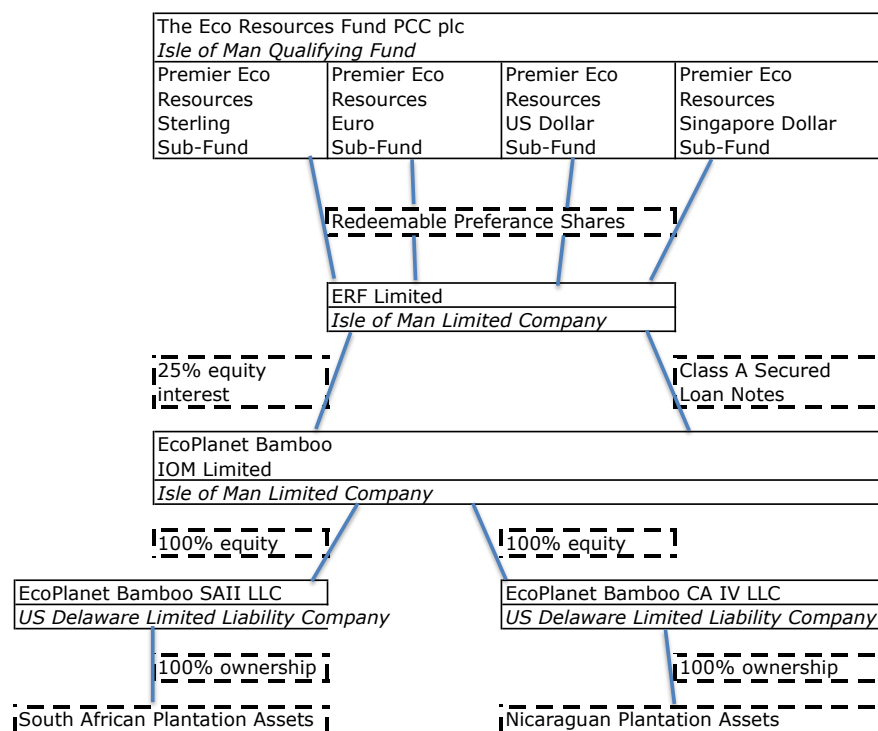 The Eco Resources Fund PCC plc
Isle of Man Qualifying Fund
Premier Eco
Resources
Sterling
Sub-Fund
Premier Eco
Resources
Euro
Sub-Fund
Premier Eco
Resources
US Dollar
Sub-Fund
Premier Eco
Resources
Singapore Dollar
Sub-Fund
Redeemable Preferance Shares
ERF Limited
Isle of Man Limited Company
25% equity
interest
Class A Secured
Loan Notes
EcoPlanet Bamboo
IOM Limited
Isle of Man Limited Company
100% equity
100% equity
EcoPlanet Bamboo SAII LLC
US Delaware Limited Liability Company
EcoPlanet Bamboo CA IV LLC
US Delaware Limited Liability Company
100% ownership
100% ownership
South African Plantation Assets
Nicaraguan Plantation Assets